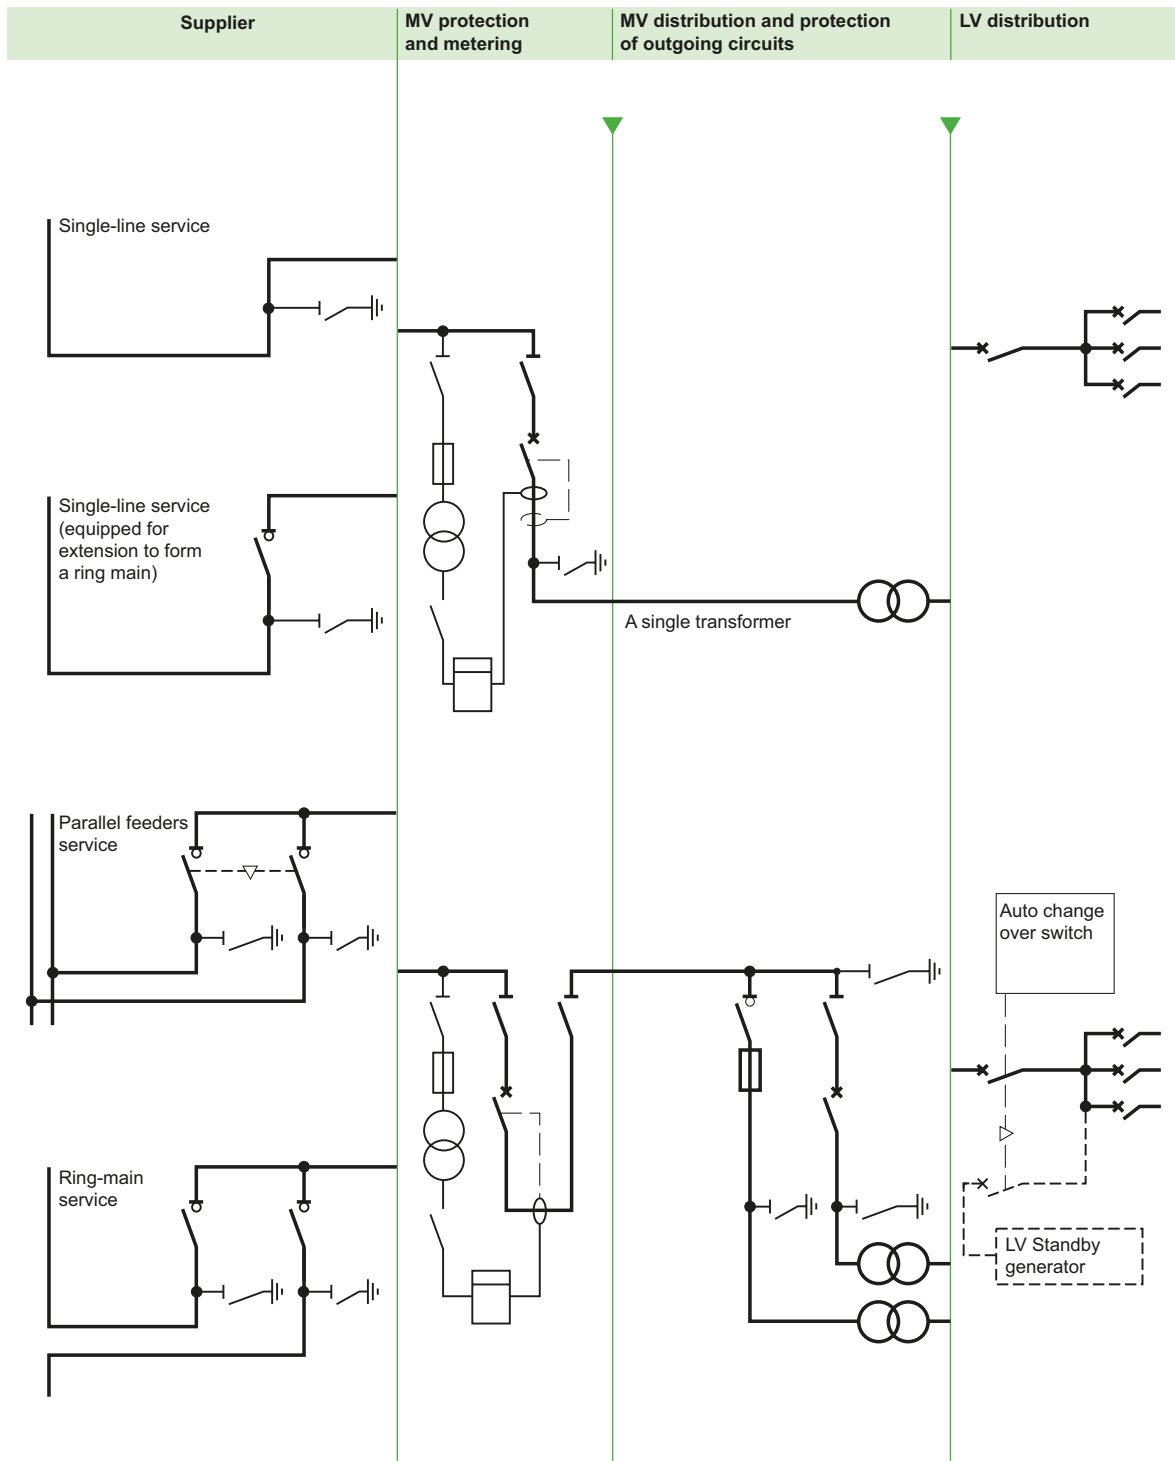 Supplier
MV protection
and metering
MV distribution and protection
of outgoing circuits
LV distribution
Single-line service
Single-line service
(equipped for
extension to form
a ring main)
A single transformer
Parallel feeders
service
Auto change
over switch
Ring-main
service
LV Standby
generator